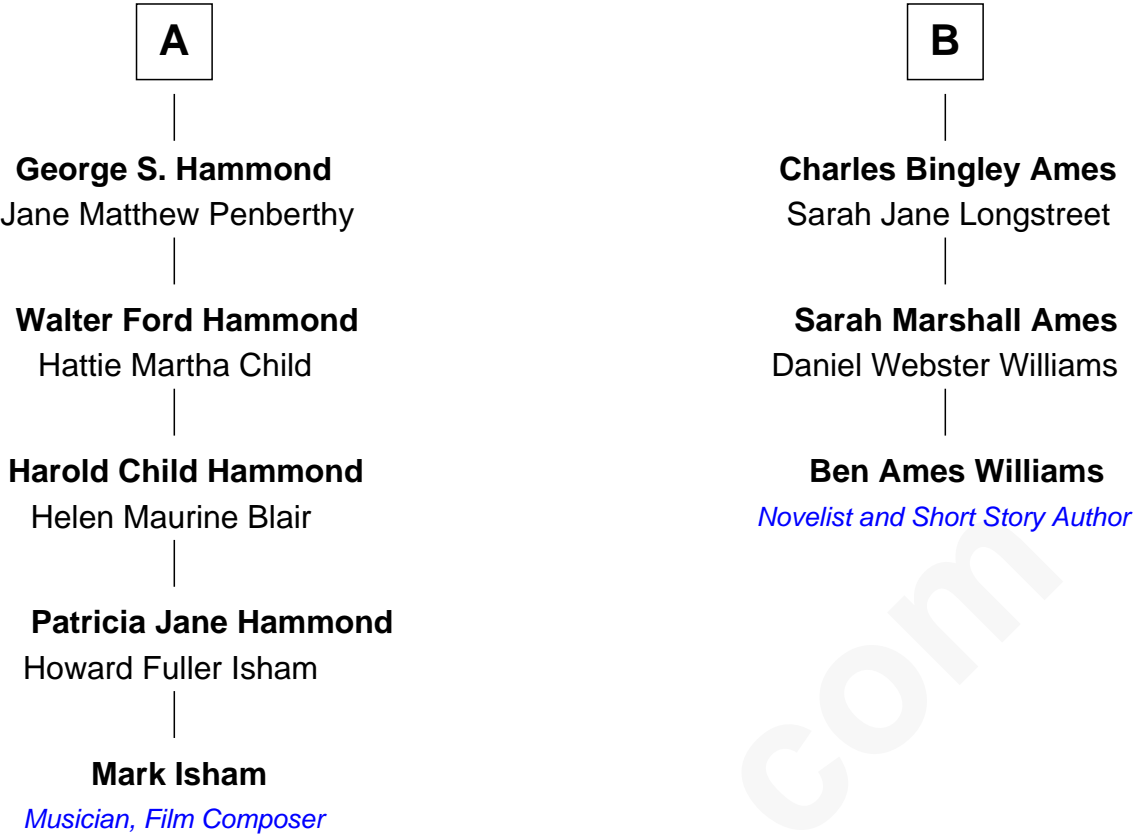 A
George S. Hammond
Jane Matthew Penberthy
Walter Ford Hammond
Hattie Martha Child
Harold Child Hammond
Helen Maurine Blair
Patricia Jane Hammond
Howard Fuller Isham
Mark Isham
Musician, Film Composer
B
Charles Bingley Ames
Sarah Jane Longstreet
Sarah Marshall Ames
Daniel Webster Williams
Ben Ames Williams
Novelist and Short Story Author
com